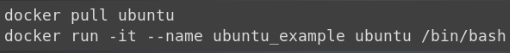 docker pull ubuntu
docker run -it --name ubuntu_example ubuntu /bin/bash